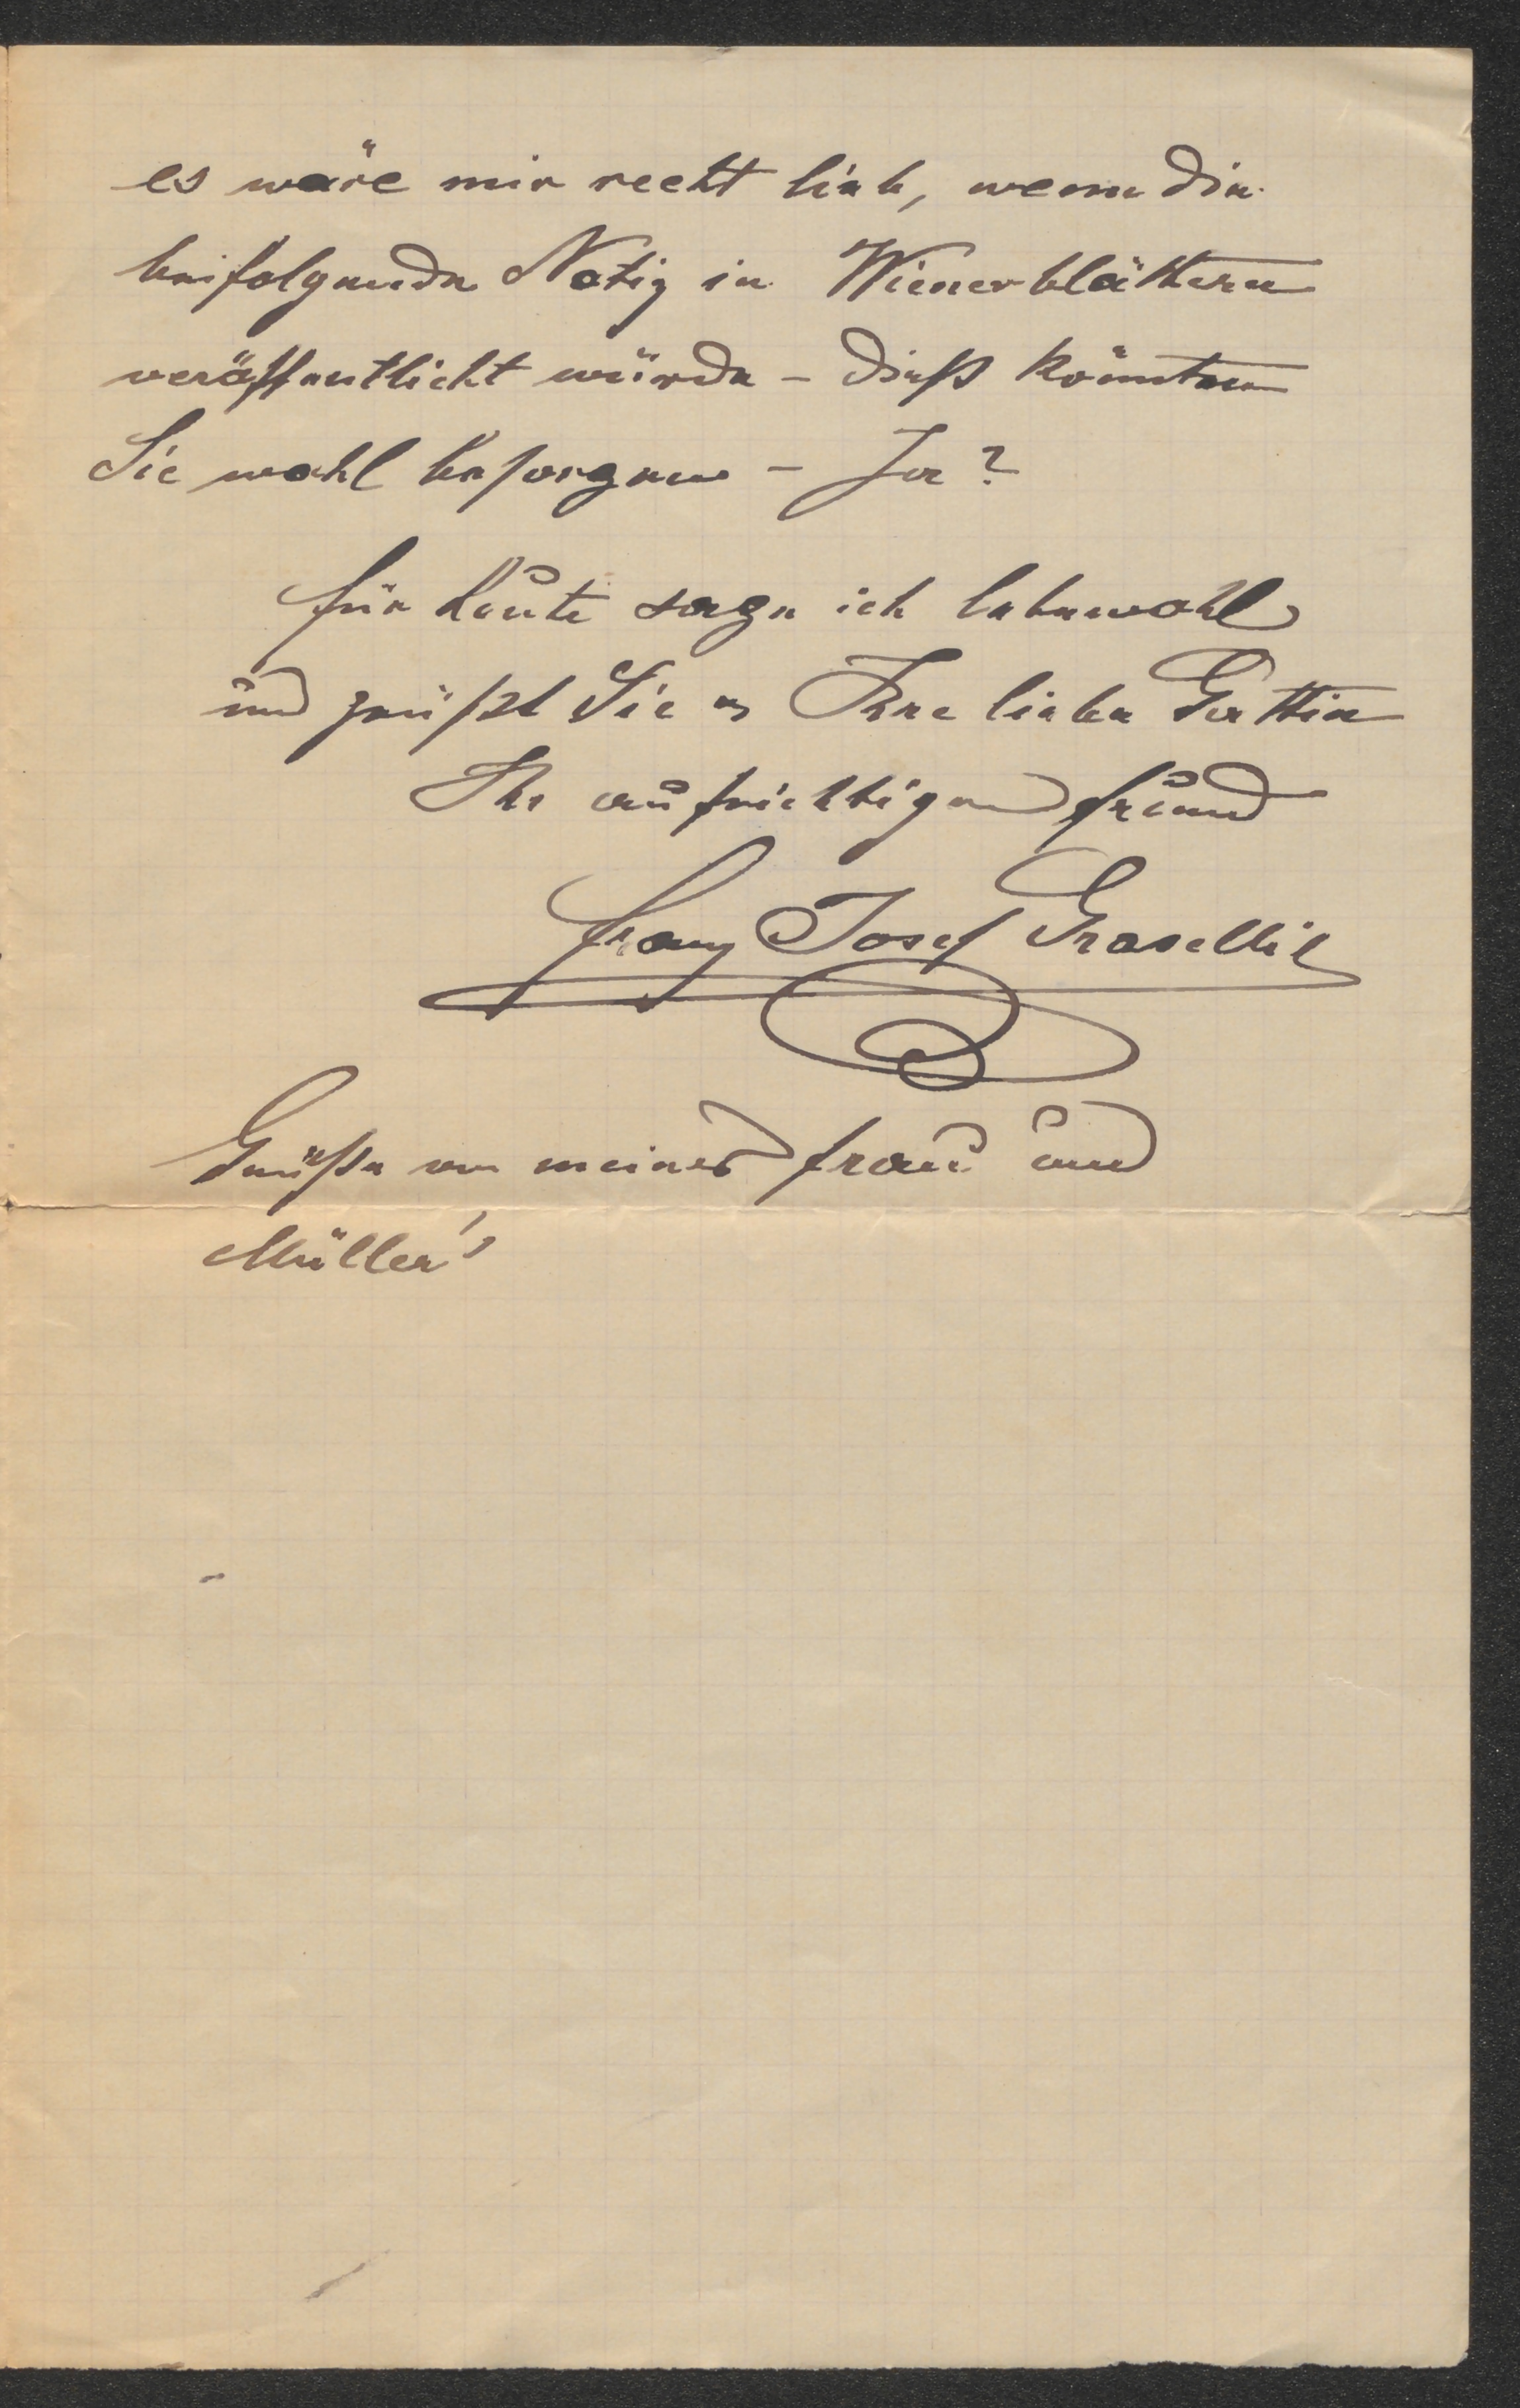 es wäre mir recht lieb, wenn die
beifolgende Notiz in Wienerblättern
veröffentlicht würde – dieß könnten
Sie wohl besorgen – Ja?
Für heute sage ich lebewohl
und grüßt Sie u Ihre liebe Gattin
Ihr aufrichtiger Freund
Franz Josef Graselli
Grüße von meiner Frau und
Müller's